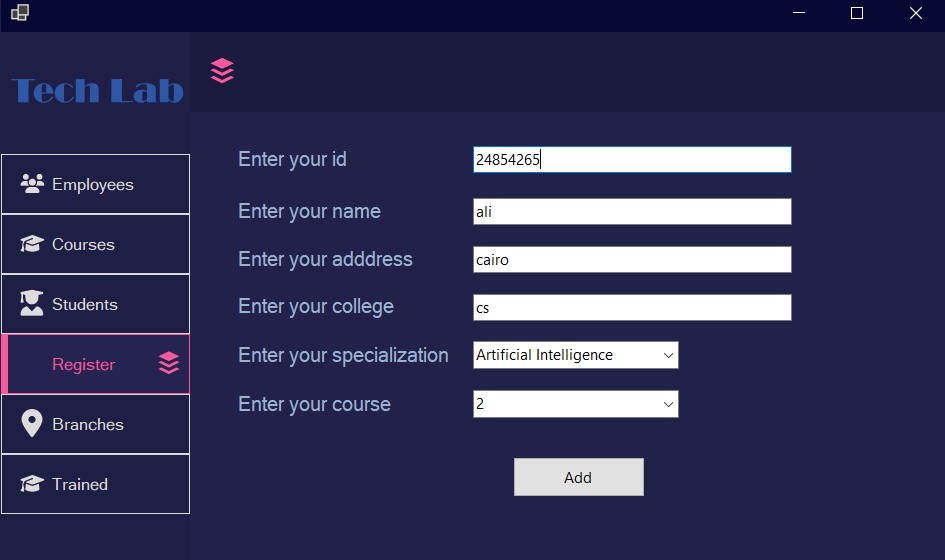 Tech Lab
Employees
Courses
Students
Register
Branches
Trained
Enter your id 24854265
Enter your name ali
Enter your adddress cairo
Enter your college cs
Enter your specialization Artificial Intelligence
Enter your course 2
Add